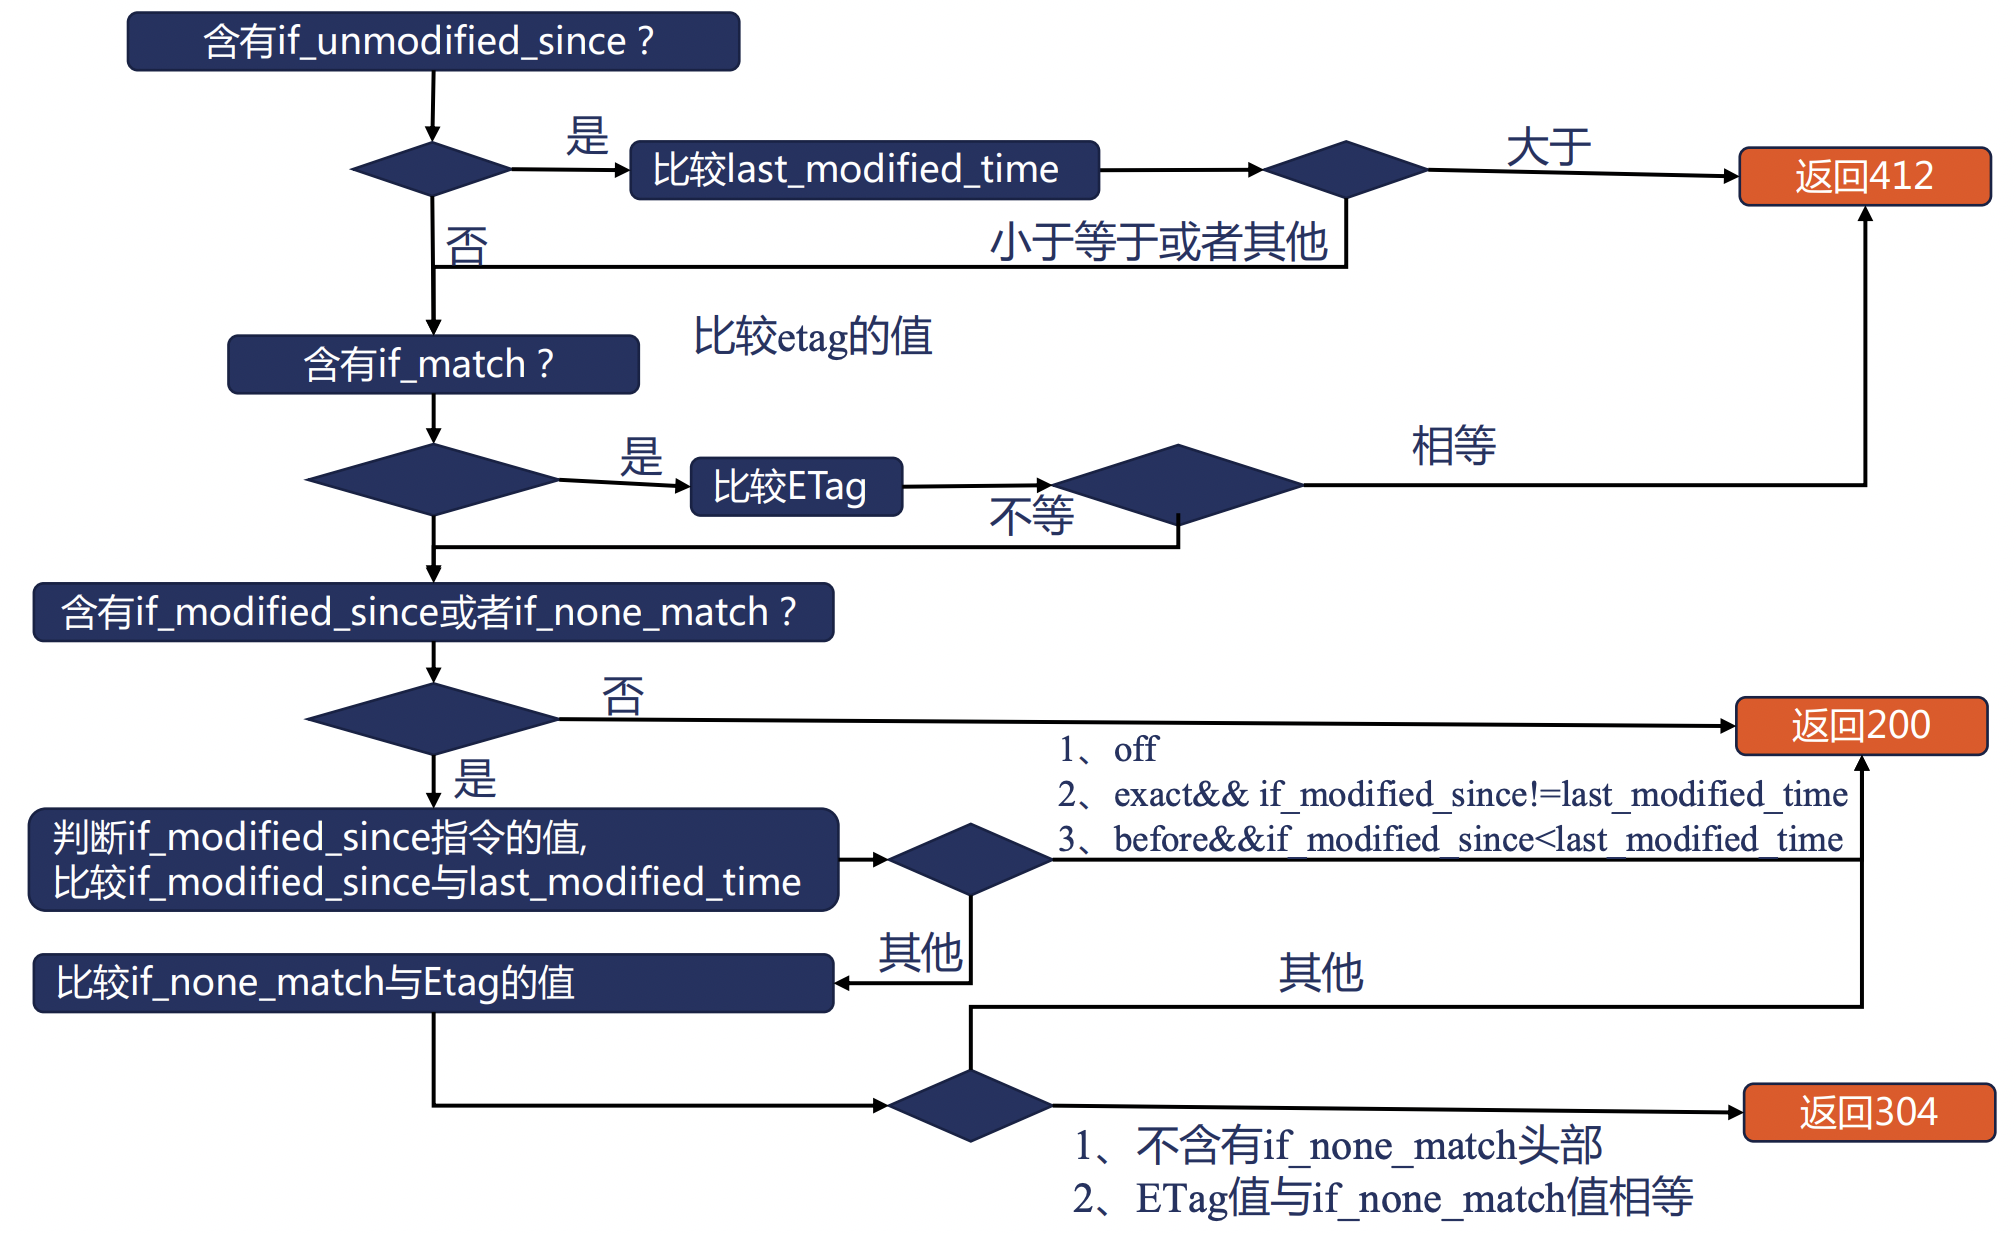 含有if_unmodified_since？
是
比较last_modified_time
大于
返回412
否
小于等于或者其他
比较etag的值
含有if_match？
是
比较ETag
不等
相等
含有if_modified_since或者if_none_match？
否
返回200
是
1、off
2、exact&& if_modified_since!=last_modified_time
3、before&&if_modified_since<last_modified_time
判断if_modified_since指令的值,
比较if_modified_since与last_modified_time
其他
比较if_none_match与Etag的值
其他
返回304
1、不含有if_none_match头部
2、ETag值与if_none_match值相等